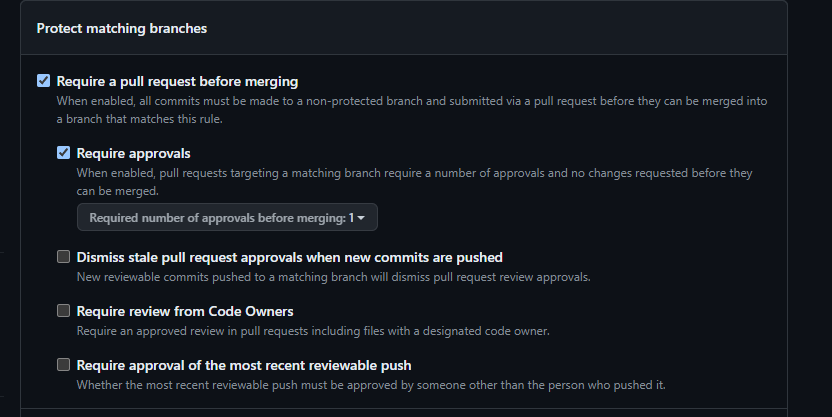 Protect matching branches
Require a pull request before merging
When enabled, all commits must be made to a non-protected branch and submitted via a pull request before they can be merged into
a branch that matches this rule.
Require approvals
When enabled, pull requests targeting a matching branch require a number of approvals and no changes requested before they
can be merged.
Required number of approvals before merging: 1
Dismiss stale pull request approvals when new commits are pushed
New reviewable commits pushed to a matching branch will dismiss pull request review approvals.
Require review from Code Owners
Require an approved review in pull requests including files with a designated code owner.
Require approval of the most recent reviewable push
Whether the most recent reviewable push must be approved by someone other than the person who pushed it.